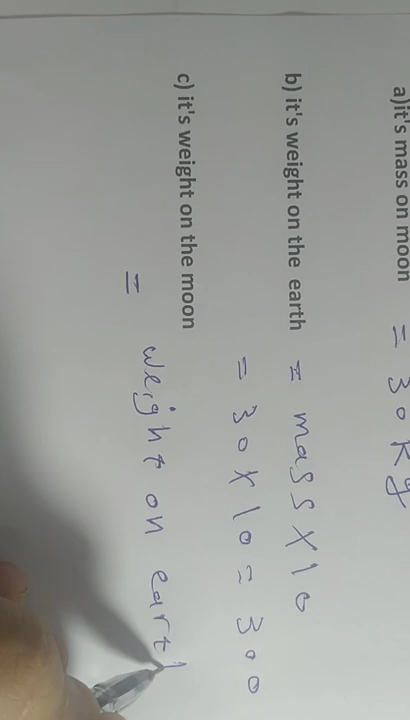 a)it's mass on moon = 30 kg
b) it's weight on the earth = mass x 10
= 30 x 10 = 300
c) it's weight on the moon
= weight on earth